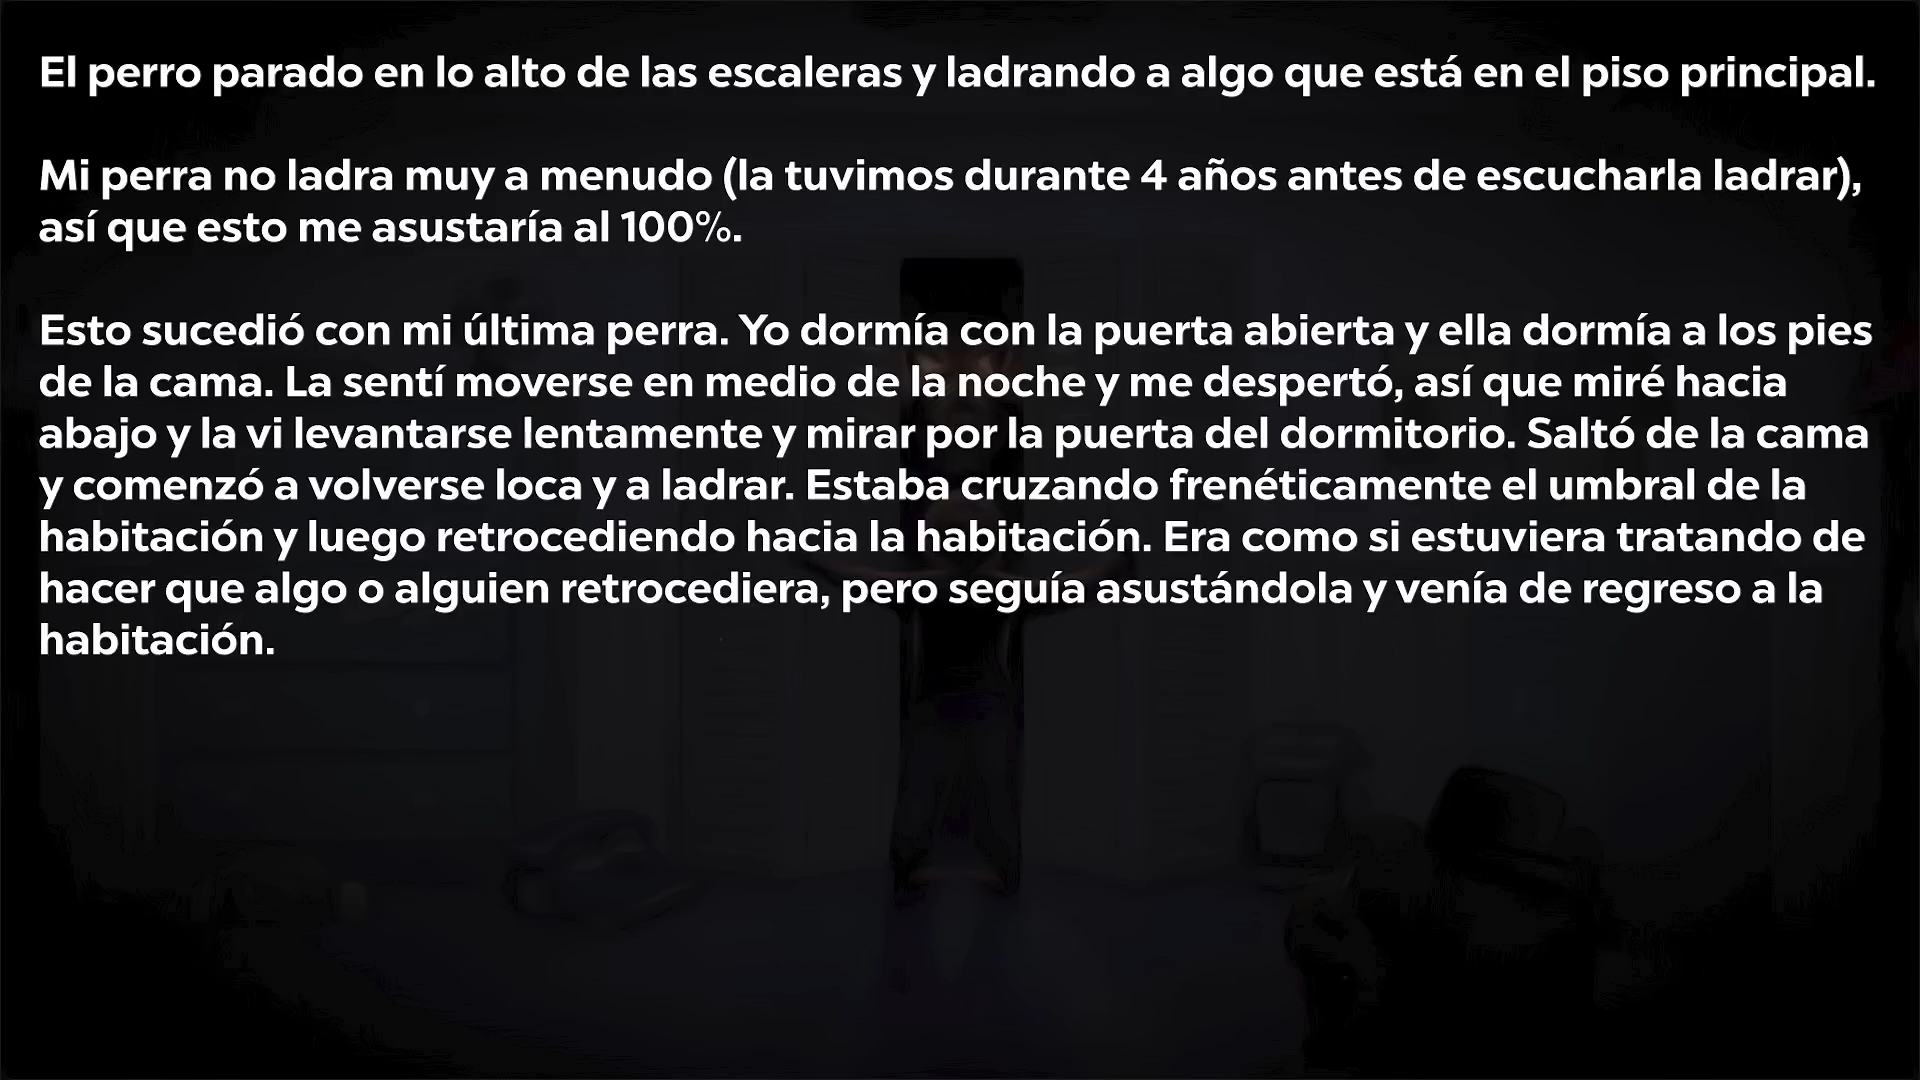 El perro parado en lo alto de las escaleras y ladrando a algo que está en el piso principal.
Mi perra no ladra muy a menudo (la tuvimos durante 4 años antes de escucharla ladrar),
así que esto me asustaría al 100%.
Esto sucedió con mi última perra. Yo dormía con la puerta abierta y ella dormía a los pies
de la cama. La sentí moverse en medio de la noche y me despertó, así que miré hacia
abajo y la vi levantarse lentamente y mirar por la puerta del dormitorio. Saltó de la cama
y comenzó a volverse loca y a ladrar. Estaba cruzando frenéticamente el umbral de la
habitación y luego retrocediendo hacia la habitación. Era como si estuviera tratando de
hacer que algo o alguien retrocediera, pero seguía asustándola y venía de regreso a la
habitación.